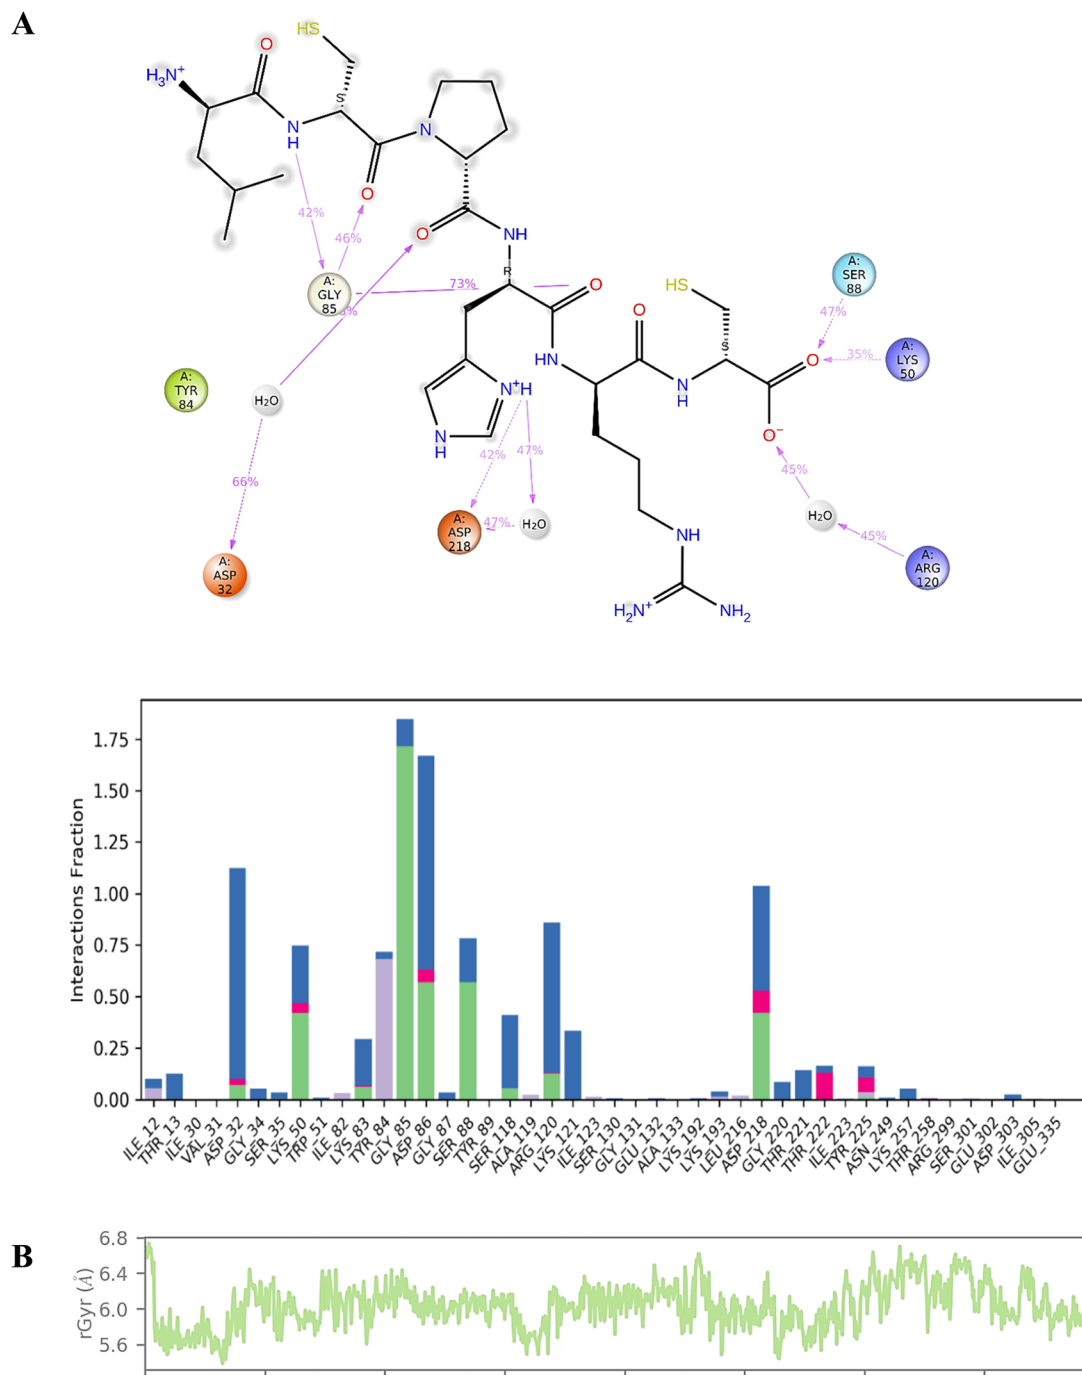 A
HS
O
H3N+
S
N
H
N
O
42%
46%
O
NH
R
A:
GLY
85
73%
O
HS
O
A:
SER
88
47%
35%
A:
LYS
50
O
S
HN
N
H
O-
A:
TYR
84
H2O
N+H
N
H
42%
47%
66%
45%
A:
ASP
218
47%
H2O
H2O
45%
NH
A:
ASP
32
A:
ARG
120
H2N+
NH2
Interactions Fraction
1.75
1.50
1.25
1.00
0.75
0.50
0.25
0.00
ILE_12
THR_13
ILE_30
VAL_31
ASP_32
GLY_34
SER_35
LYS_50
TRP_51
ILE_82
LYS_83
TYR_84
GLY_85
ASP_86
GLY_87
SER_88
TYR_89
SER_118
ALA_119
ARG_120
LYS_121
ILE_123
SER_130
GLY_131
GLU_132
ALA_133
LYS_192
LYS_193
LEU_216
ASP_218
GLY_220
THR_221
THR_222
ILE_223
TYR_225
ASN_249
LYS_257
THR_258
ARG_299
SER_301
GLU_302
ASP_303
ILE_305
GLU_335
B
rGyr (Å)
6.8
6.4
6.0
5.6